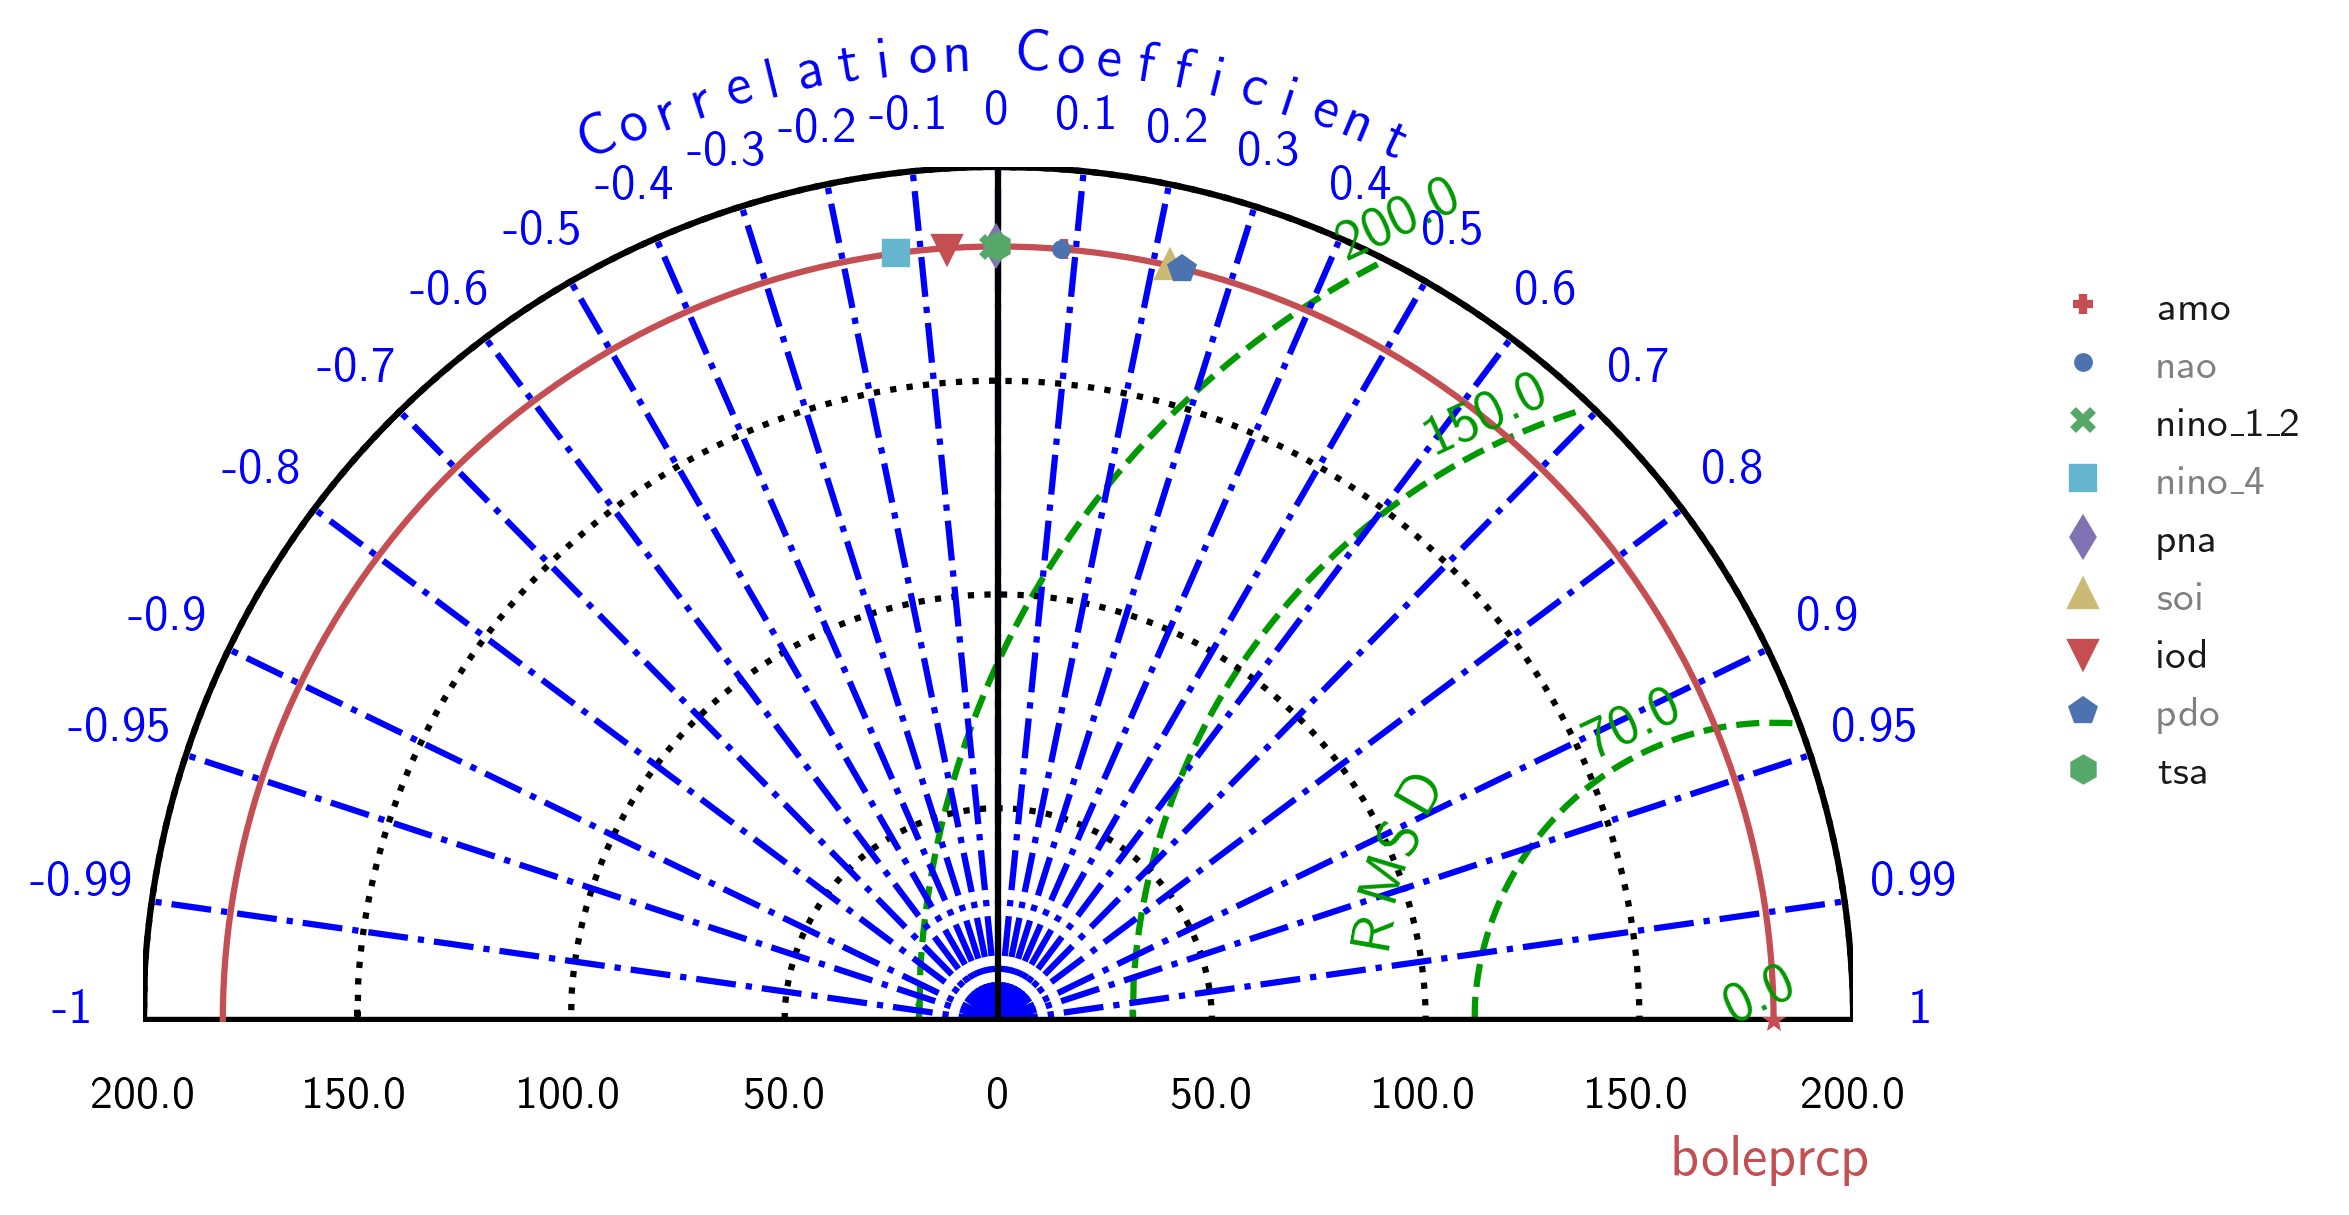 Correlation Coefficient
-1
-0.99
-0.95
-0.9
-0.8
-0.7
-0.6
-0.5
-0.4
-0.3
-0.2
-0.1
0
0.1
0.2
0.3
0.4
0.5
0.6
0.7
0.8
0.9
0.95
0.99
1
200.0
150.0
70.0
0.0
RMSD
200.0 150.0 100.0 50.0 0 50.0 100.0 150.0 200.0
boleprcp
amo
nao
nino_1_2
nino_4
pna
soi
iod
pdo
tsa